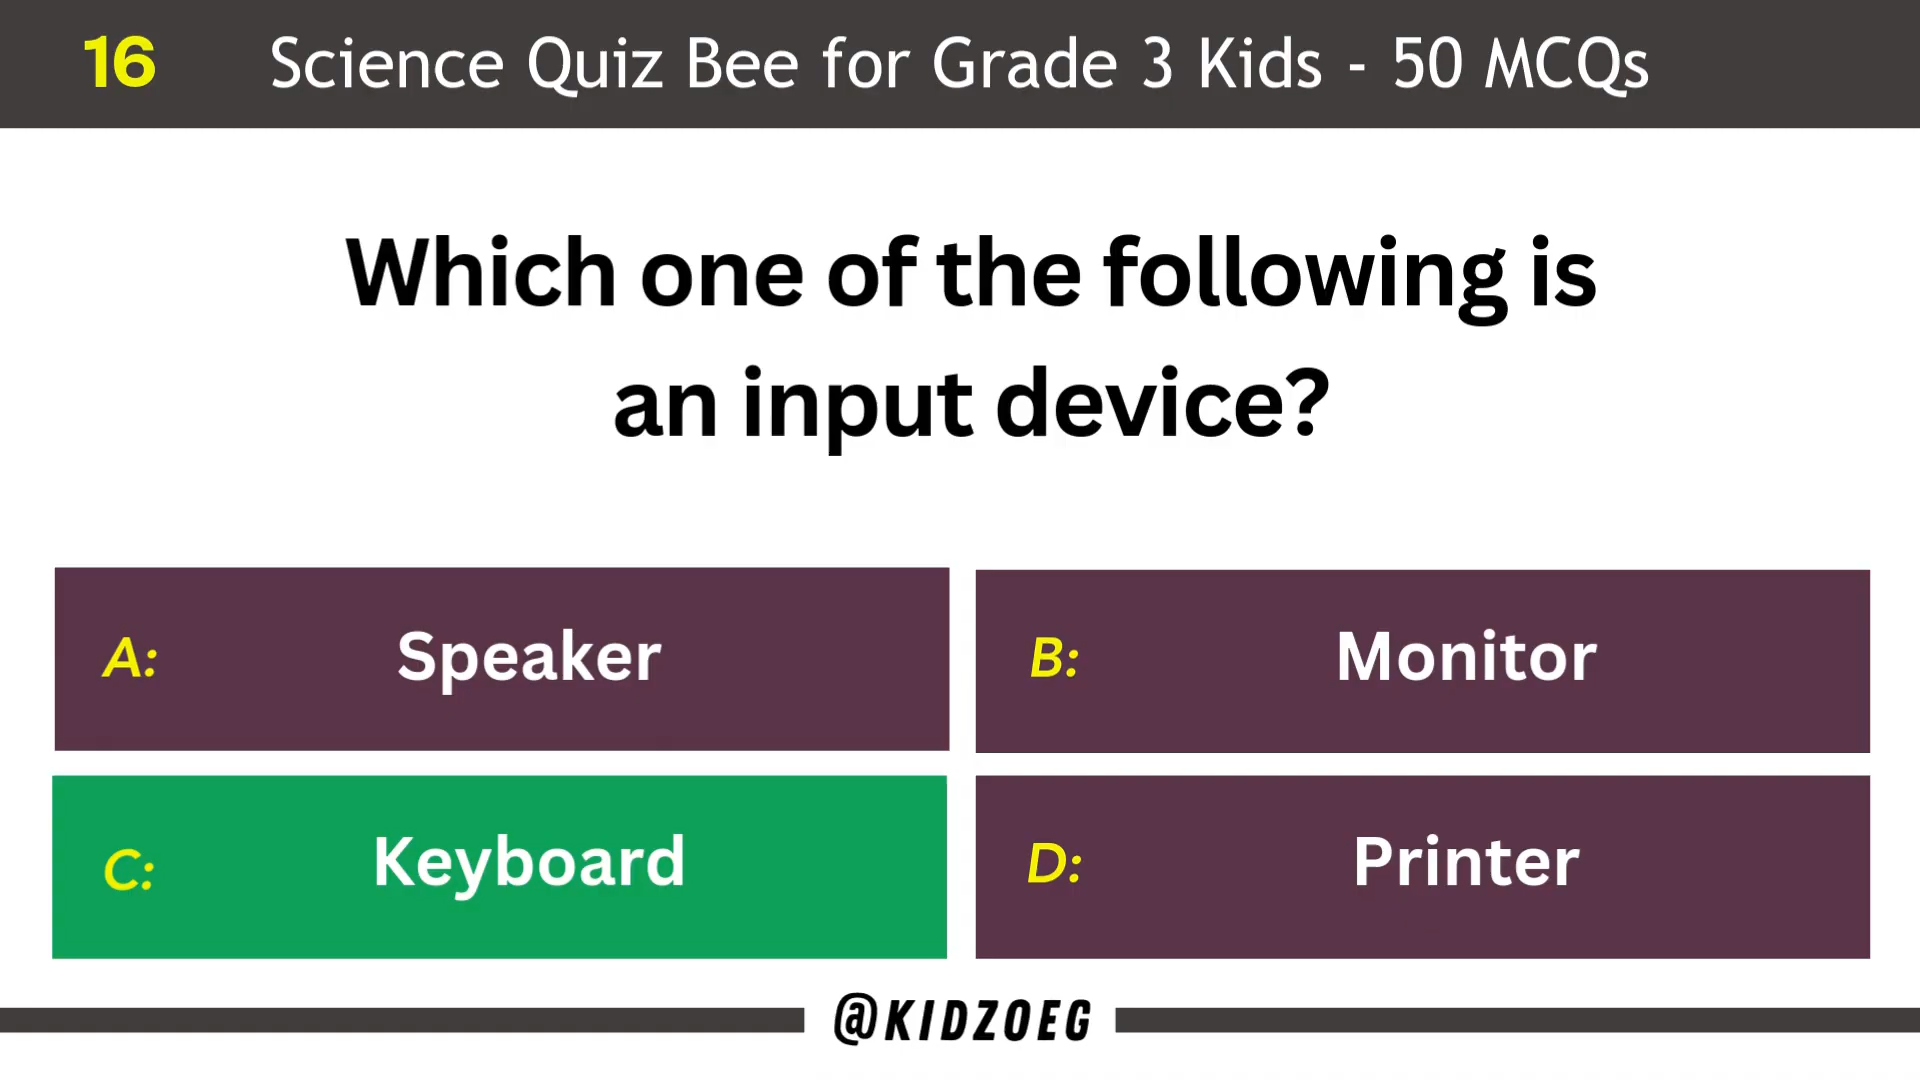 16 Science Quiz Bee for Grade 3 Kids - 50 MCQs
Which one of the following is
an input device?
A: Speaker
B: Monitor
C: Keyboard
D: Printer
@KIDZOEG